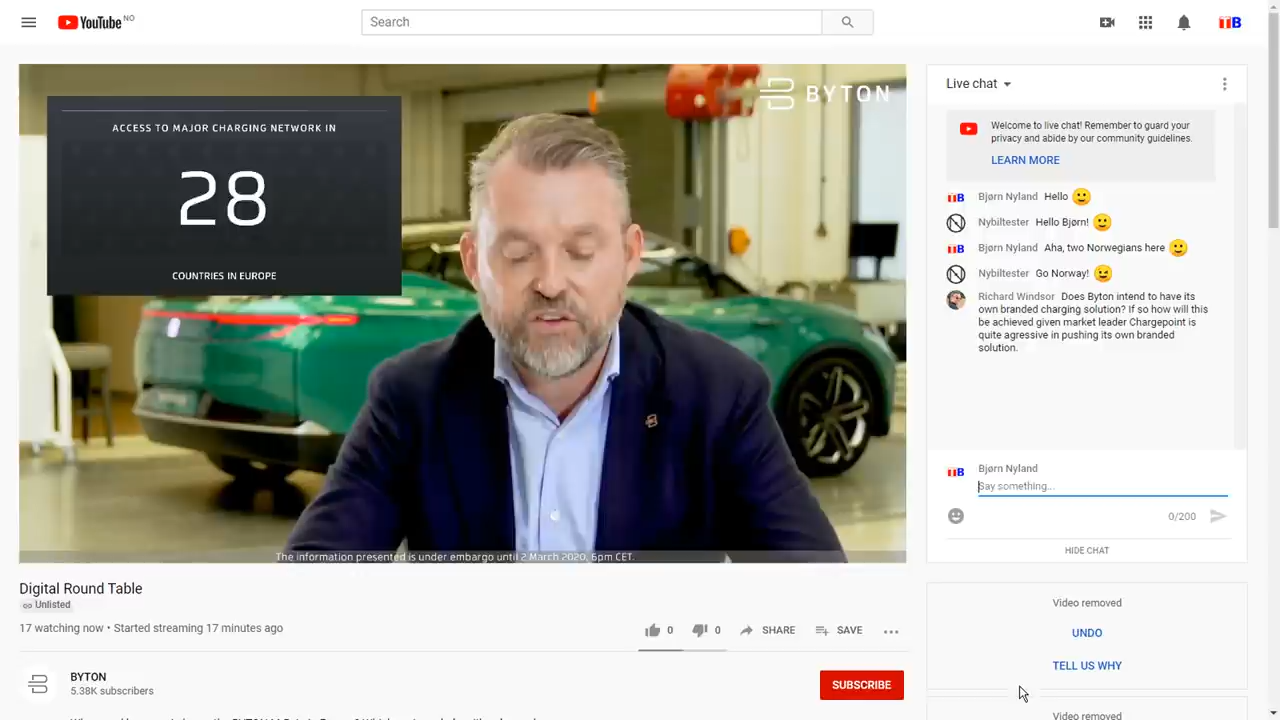 YouTube NO
Search
BYTON
ACCESS TO MAJOR CHARGING NETWORK IN
28
COUNTRIES IN EUROPE
The information presented is under embargo until 2 March 2020, 6pm CET.
Live chat
Welcome to live chat! Remember to guard your
privacy and abide by our community guidelines.
LEARN MORE
Bjørn Nyland Hello
Nybiltester Hello Bjørn!
Bjørn Nyland Aha, two Norwegians here
Nybiltester Go Norway!
Richard Windsor Does Byton intend to have its
own branded charging solution? If so how will this
be achieved given market leader Chargepoint is
quite agressive in pushing its own branded
solution.
Bjørn Nyland
Say something...
0/200
HIDE CHAT
Digital Round Table
Unlisted
17 watching now • Started streaming 17 minutes ago
0 0 SHARE SAVE
BYTON
5.38K subscribers
SUBSCRIBE
Video removed
UNDO
TELL US WHY
Video removed